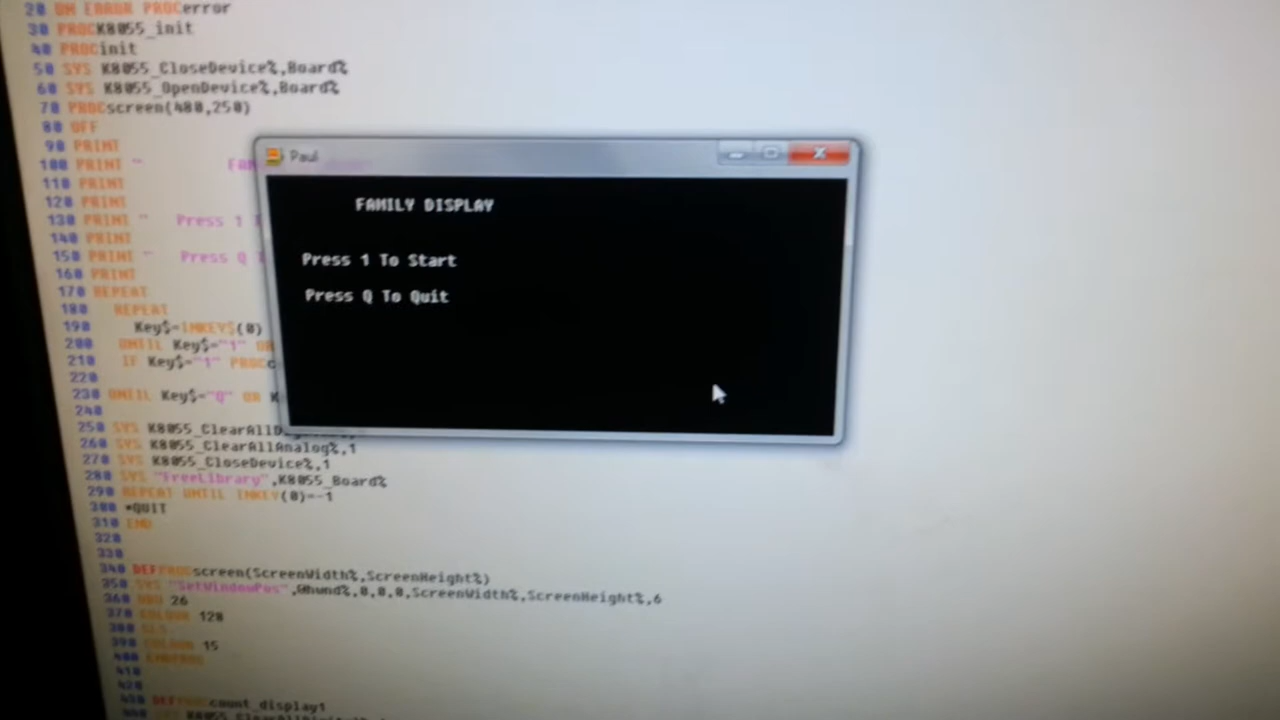 20 ON ERROR PROCerror
30 PROCK8055_init
40 PROCinit
50 SYS K8055_CloseDevice%,Board%
60 SYS K8055_OpenDevice%,Board%
70 PROCscreen(480,250)
80 OFF
90 PRINT
100 PRINT " FAM
110 PRINT
120 PRINT
130 PRINT " Press 1 T
140 PRINT
150 PRINT " Press Q T
160 PRINT
170 REPEAT
180 REPEAT
190 Key$=INKEY$(0)
200 UNTIL Key$="1" OR
210 IF Key$="1" PROCc
220
230 UNTIL Key$="Q" OR K
240
250 SYS K8055_ClearAllDigital%,1
260 SYS K8055_ClearAllAnalog%,1
270 SYS K8055_CloseDevice%,1
280 SYS "FreeLibrary",K8055_Board%
290 REPEAT UNTIL INKEY(0)=-1
300 *QUIT
310 END
320
330
340 DEFPROCscreen(ScreenWidth%,ScreenHeight%)
350 SYS "SetWindowPos",@hwnd%,0,0,0,ScreenWidth%,ScreenHeight%,6
360 VDU 26
370 COLOUR 128
380 CLS
390 COLOUR 15
400 ENDPROC
410
420
430 DEFPROCcount_display1
440
Paul
FAMILY DISPLAY
Press 1 To Start
Press Q To Quit